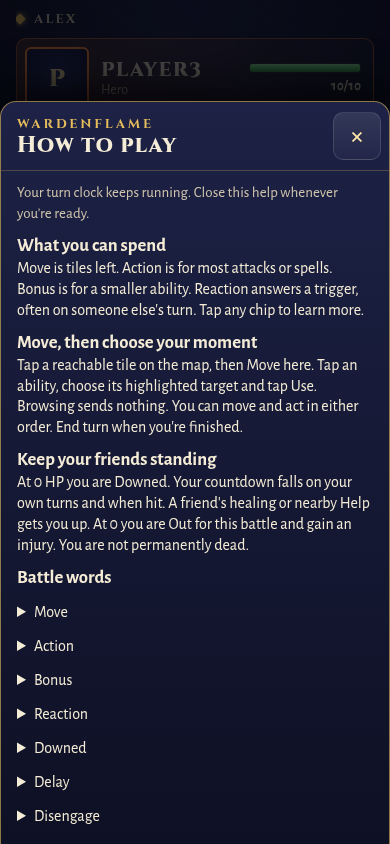 ALEX
P
PLAYER3
Hero
10/10
WARDENFLAME
HOW TO PLAY
×
Your turn clock keeps running. Close this help whenever
you're ready.
What you can spend
Move is tiles left. Action is for most attacks or spells.
Bonus is for a smaller ability. Reaction answers a trigger,
often on someone else's turn. Tap any chip to learn more.
Move, then choose your moment
Tap a reachable tile on the map, then Move here. Tap an
ability, choose its highlighted target and tap Use.
Browsing sends nothing. You can move and act in either
order. End turn when you're finished.
Keep your friends standing
At 0 HP you are Downed. Your countdown falls on your
own turns and when hit. A friend's healing or nearby Help
gets you up. At 0 you are Out for this battle and gain an
injury. You are not permanently dead.
Battle words
Move
Action
Bonus
Reaction
Downed
Delay
Disengage